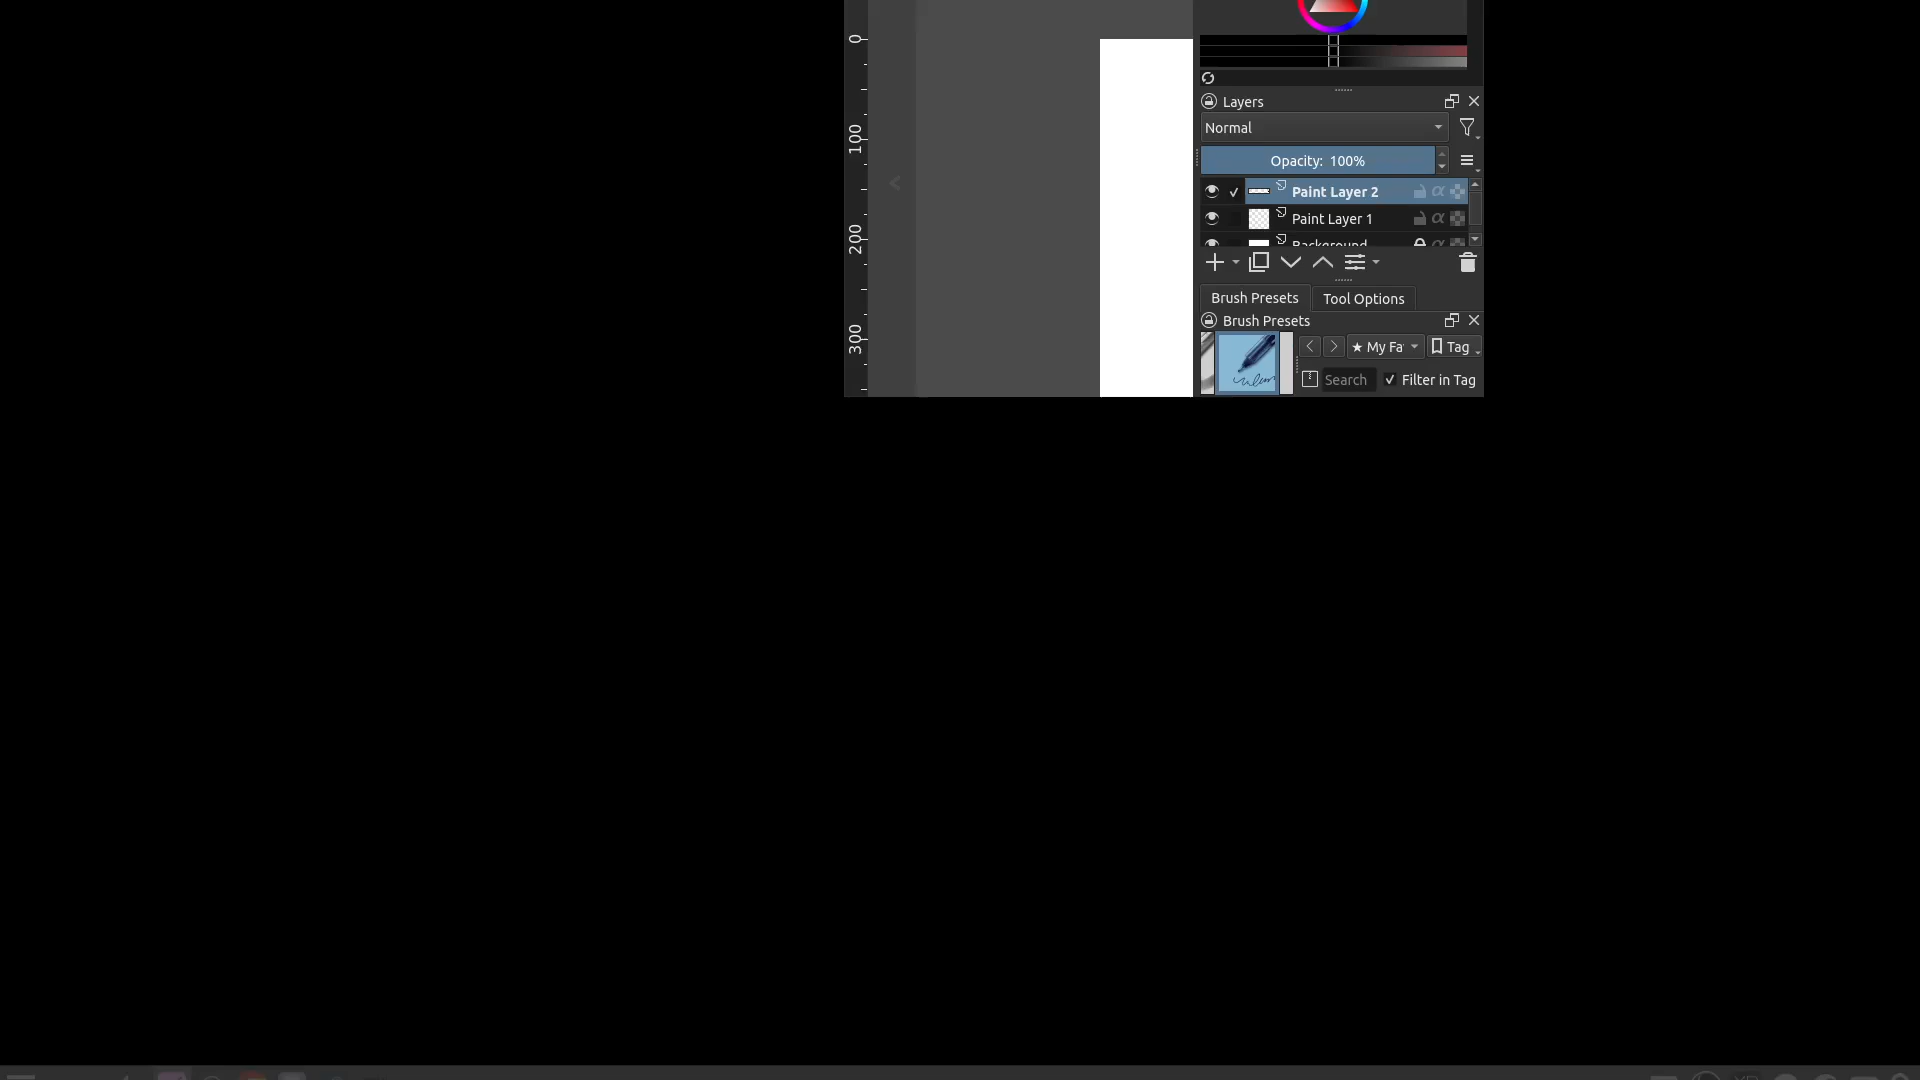 0
100
200
300
Layers
Normal
Opacity: 100%
Paint Layer 2
Paint Layer 1
Background
Brush Presets
Tool Options
Brush Presets
★ My Fa
Tag
Search
Filter in Tag